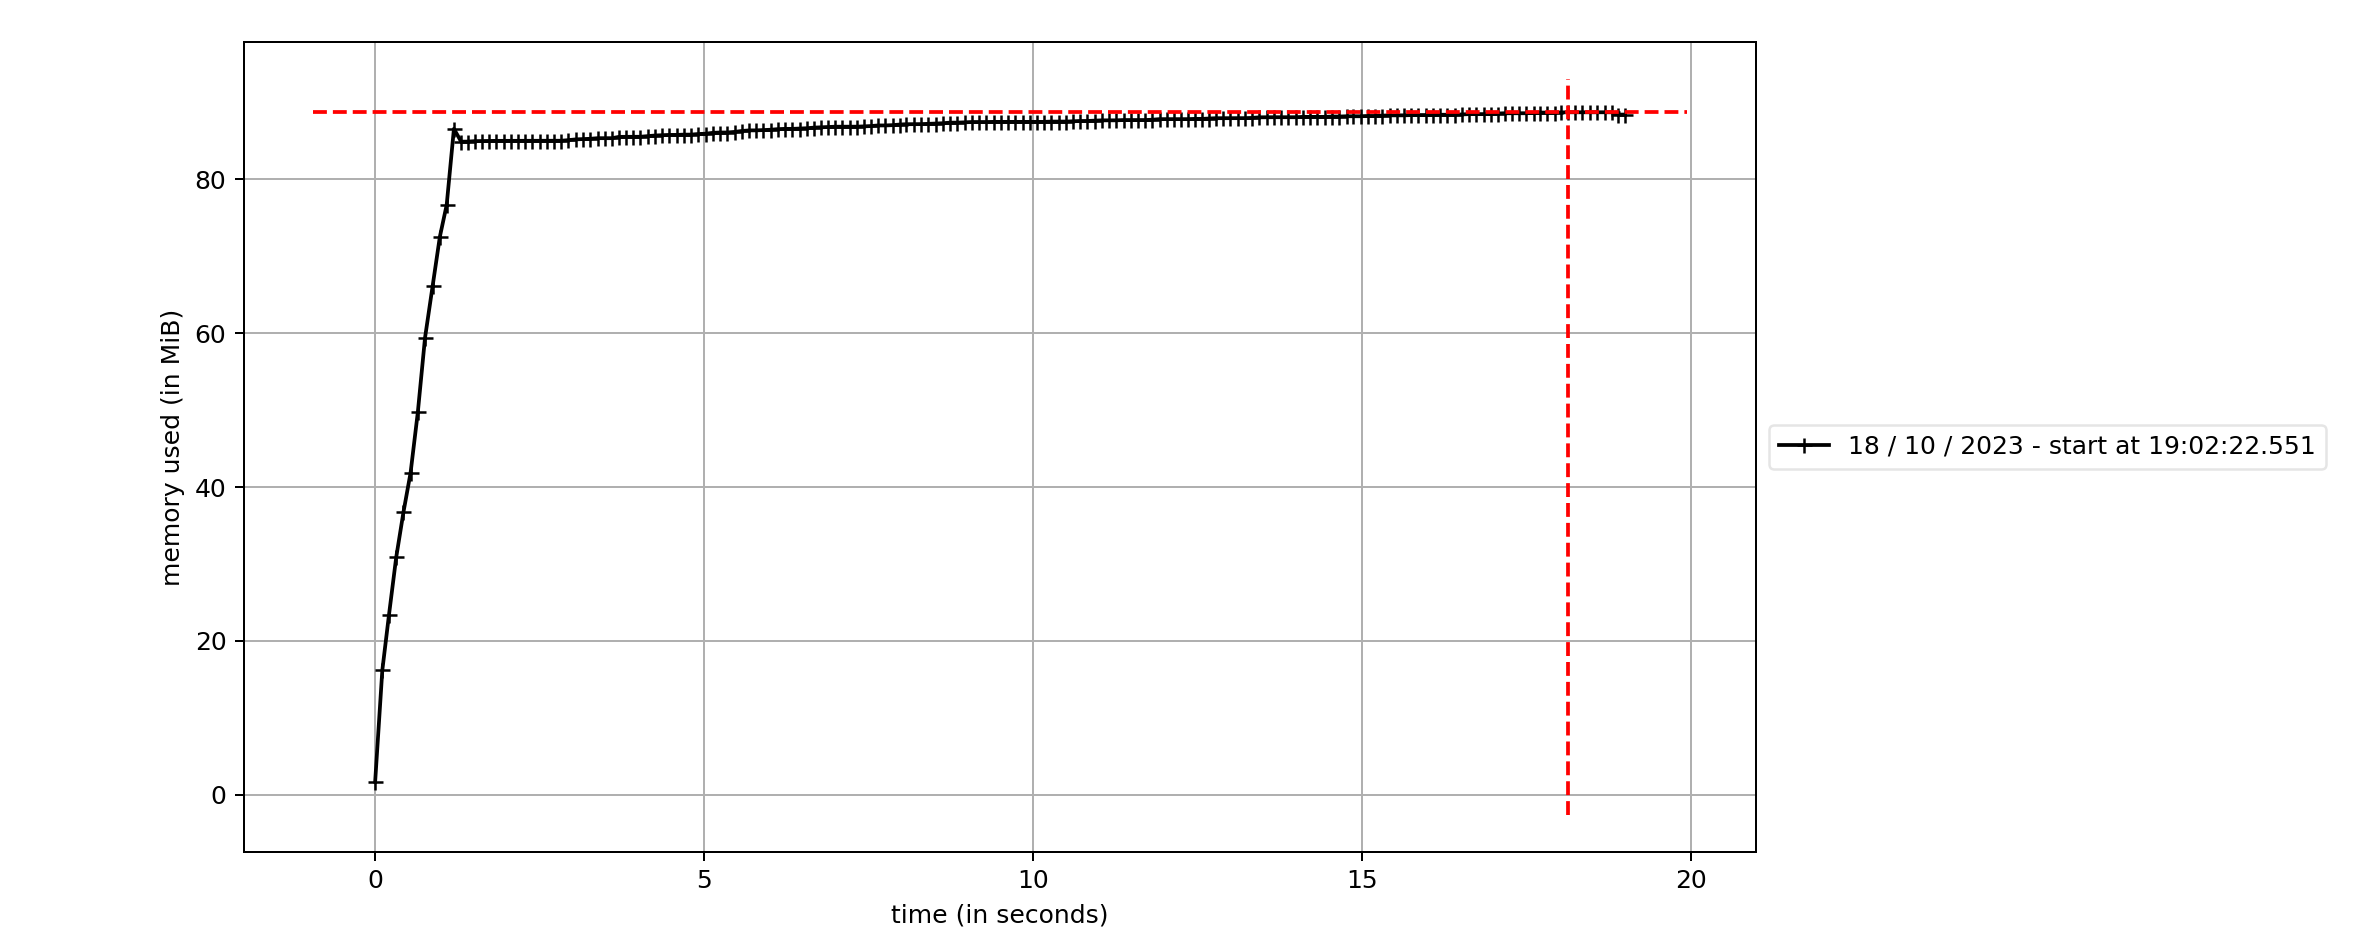 memory used (in MiB)
80
60
40
20
0
0 5 10 15 20
time (in seconds)
18 / 10 / 2023 - start at 19:02:22.551